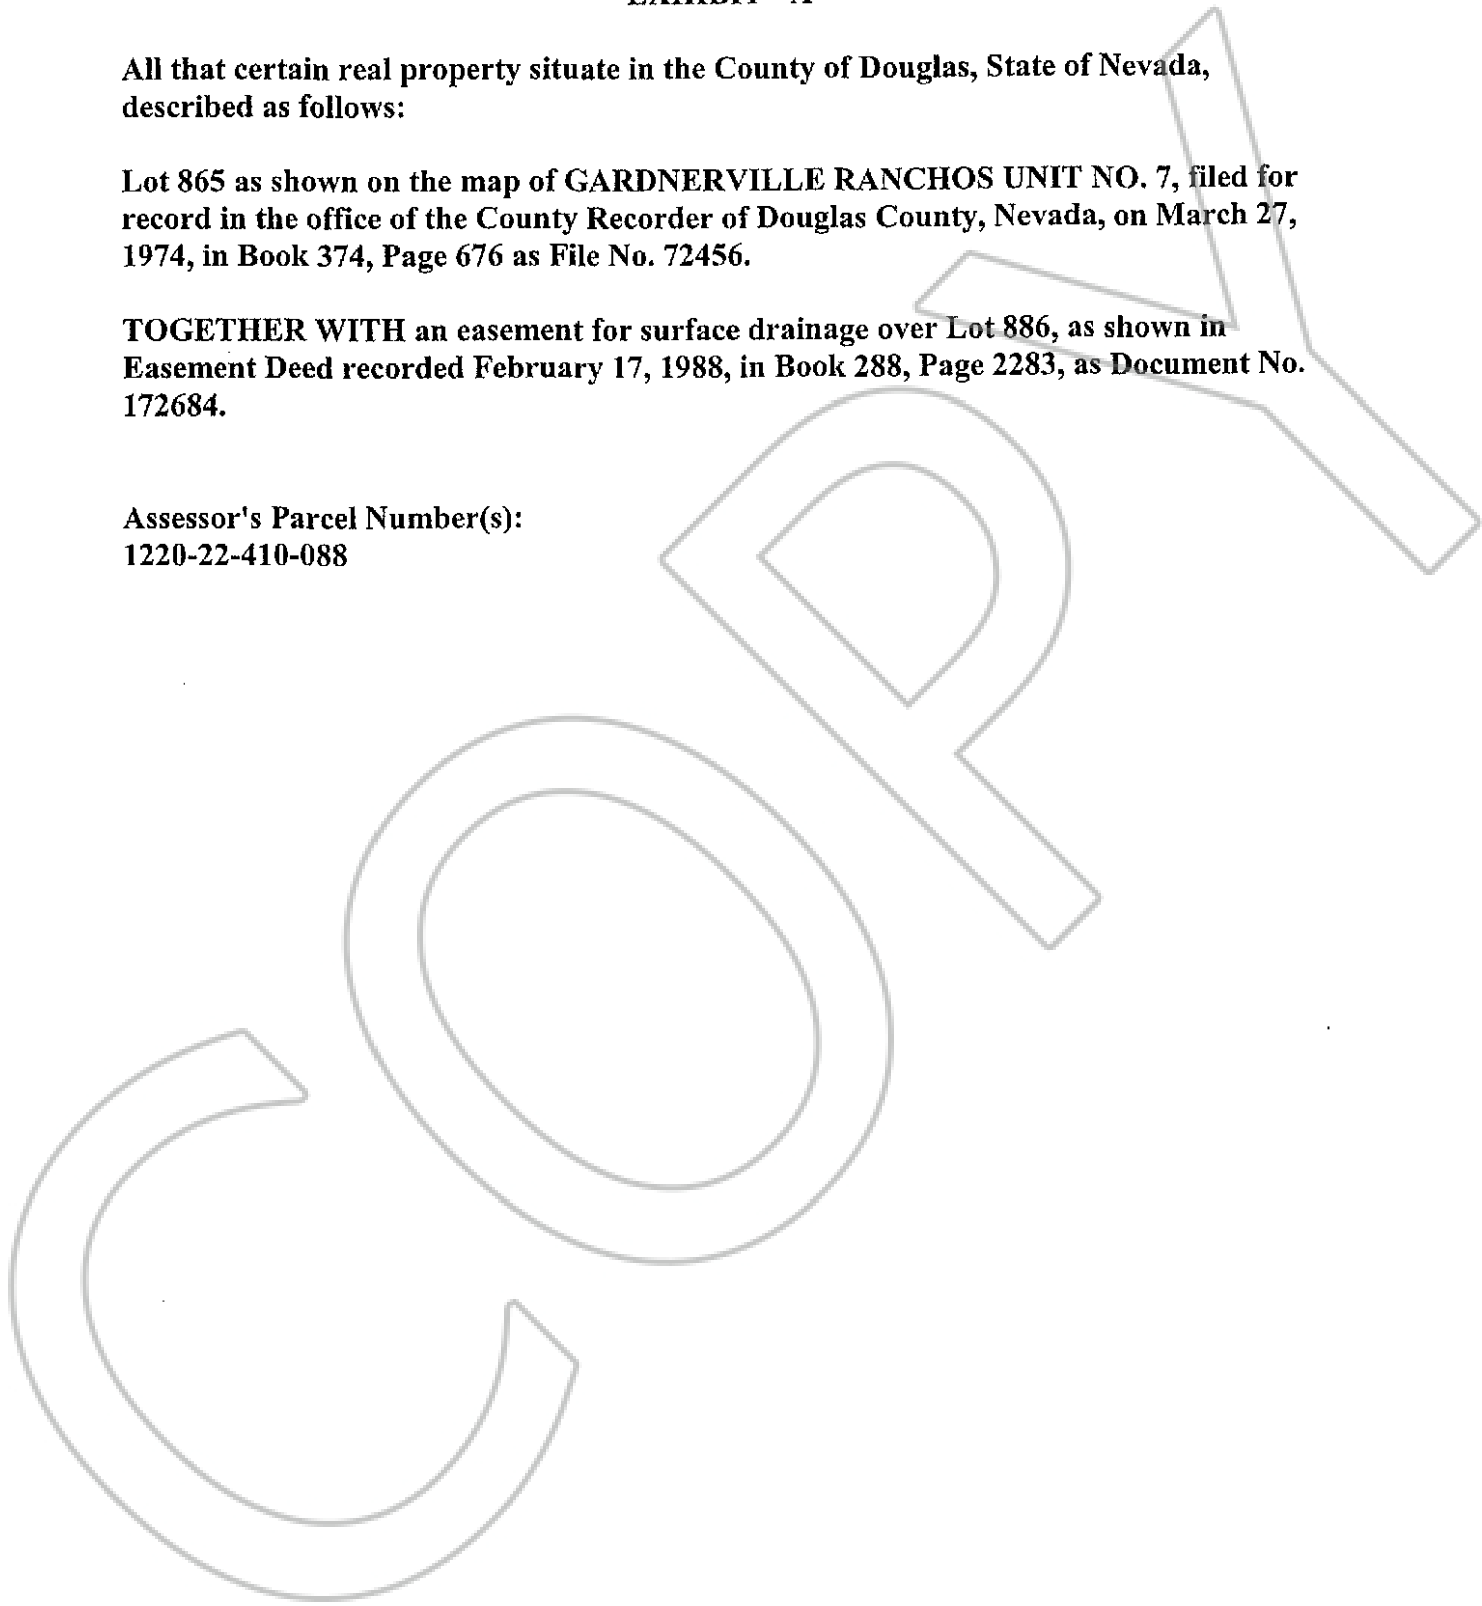 All that certain real property situate in the County of Douglas, State of Nevada,
described as follows:
Lot 865 as shown on the map of GARDNERVILLE RANCHOS UNIT NO. 7, filed for
record in the office of the County Recorder of Douglas County, Nevada, on March 27,
1974, in Book 374, Page 676 as File No. 72456.
TOGETHER WITH an easement for surface drainage over Lot 886, as shown in
Easement Deed recorded February 17, 1988, in Book 288, Page 2283, as Document No.
172684.
Assessor's Parcel Number(s):
1220-22-410-088
COPY